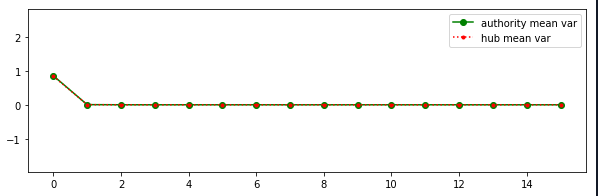 authority mean var
hub mean var
2
1
0
−1
0 2 4 6 8 10 12 14